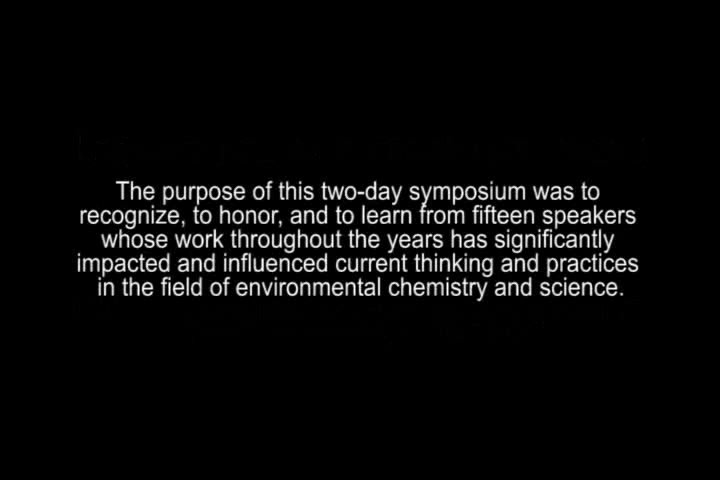 The purpose of this two-day symposium was to
recognize, to honor, and to learn from fifteen speakers
whose work throughout the years has significantly
impacted and influenced current thinking and practices
in the field of environmental chemistry and science.